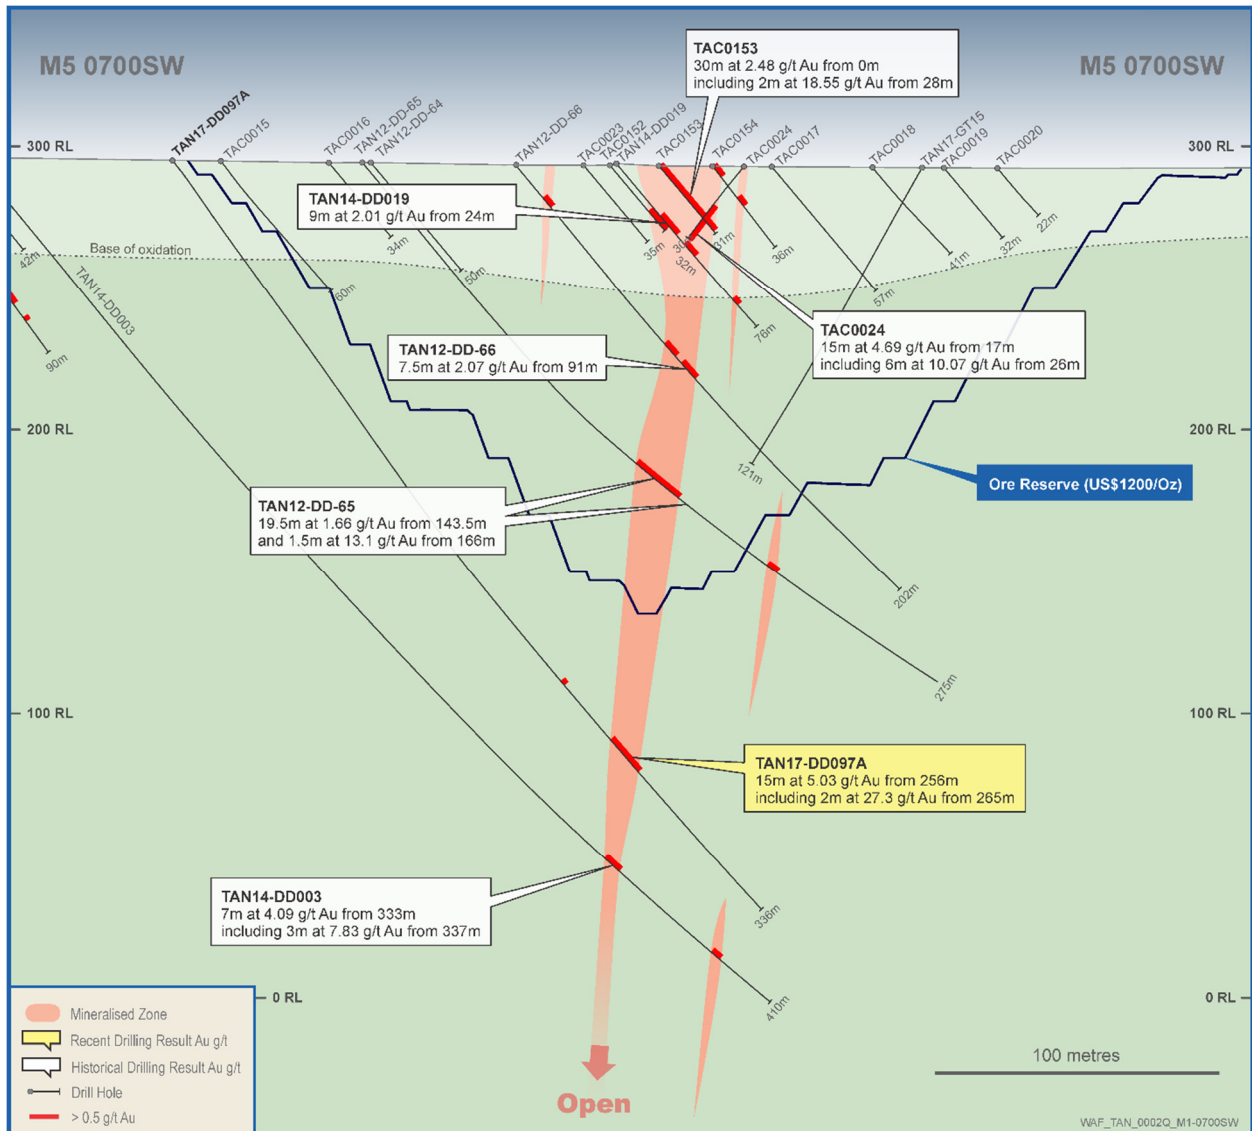 M5 0700SW
M5 0700SW
TAC0153
30m at 2.48 g/t Au from 0m
including 2m at 18.55 g/t Au from 28m
TAN17-DD097A
TAC0015
TAC0016
TAN12-DD-65
TAN12-DD-64
TAN12-DD-66
TAC0023
TAC0152
TAN14-DD019
TAC0153
TAC0154
TAC0024
TAC0017
TAC0018
TAN17-GT15
TAC0019
TAC0020
300 RL
300 RL
TAN14-DD019
9m at 2.01 g/t Au from 24m
22m
34m
35m
30m
31m
32m
36m
41m
32m
42m
Base of oxidation
50m
60m
57m
TAN14-DD003
76m
90m
TAC0024
15m at 4.69 g/t Au from 17m
including 6m at 10.07 g/t Au from 26m
TAN12-DD-66
7.5m at 2.07 g/t Au from 91m
200 RL
200 RL
121m
Ore Reserve (US$1200/Oz)
TAN12-DD-65
19.5m at 1.66 g/t Au from 143.5m
and 1.5m at 13.1 g/t Au from 166m
202m
275m
100 RL
100 RL
TAN17-DD097A
15m at 5.03 g/t Au from 256m
including 2m at 27.3 g/t Au from 265m
TAN14-DD003
7m at 4.09 g/t Au from 333m
including 3m at 7.83 g/t Au from 337m
336m
410m
0 RL
0 RL
Mineralised Zone
Recent Drilling Result Au g/t
Historical Drilling Result Au g/t
Drill Hole
> 0.5 g/t Au
100 metres
Open
WAF_TAN_0002Q_M1-0700SW